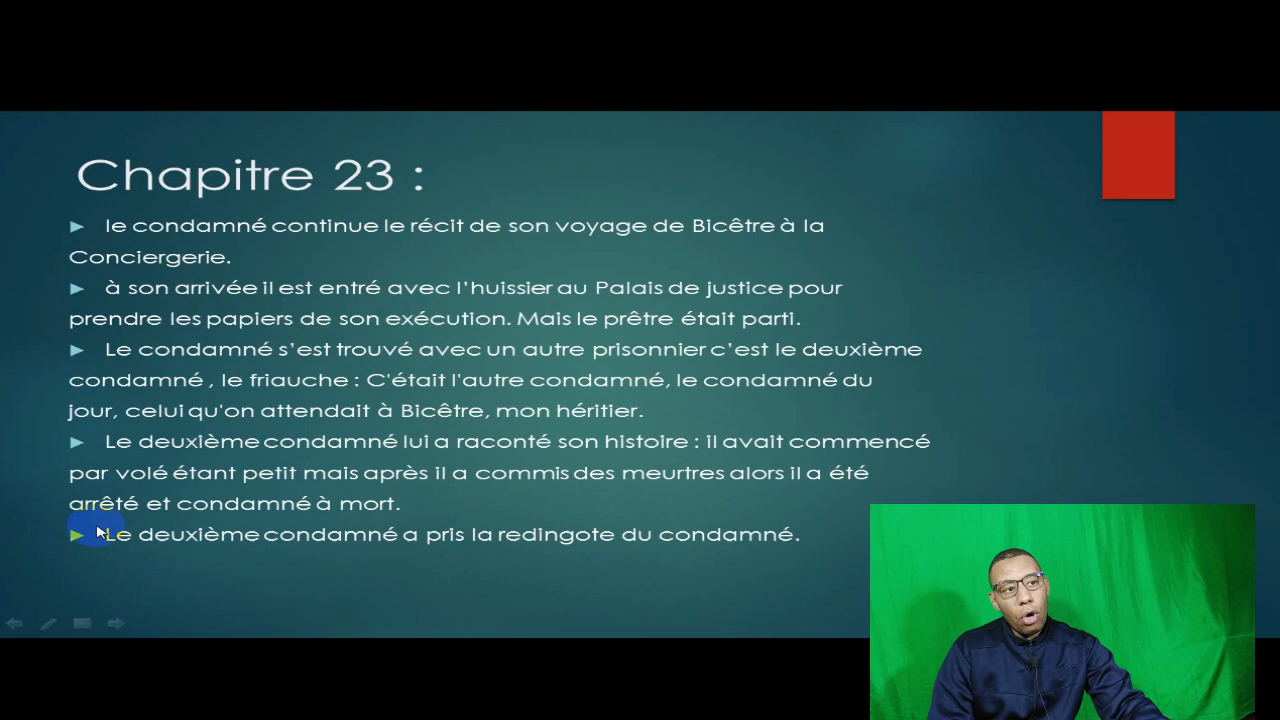 Chapitre 23 :
► le condamné continue le récit de son voyage de Bicêtre à la
Conciergerie.
► à son arrivée il est entré avec l'huissier au Palais de justice pour
prendre les papiers de son exécution. Mais le prêtre était parti.
► Le condamné s'est trouvé avec un autre prisonnier c'est le deuxième
condamné , le friauche : C'était l'autre condamné, le condamné du
jour, celui qu'on attendait à Bicêtre, mon héritier.
► Le deuxième condamné lui a raconté son histoire : il avait commencé
par volé étant petit mais après il a commis des meurtres alors il a été
arrêté et condamné à mort.
► Le deuxième condamné a pris la redingote du condamné.